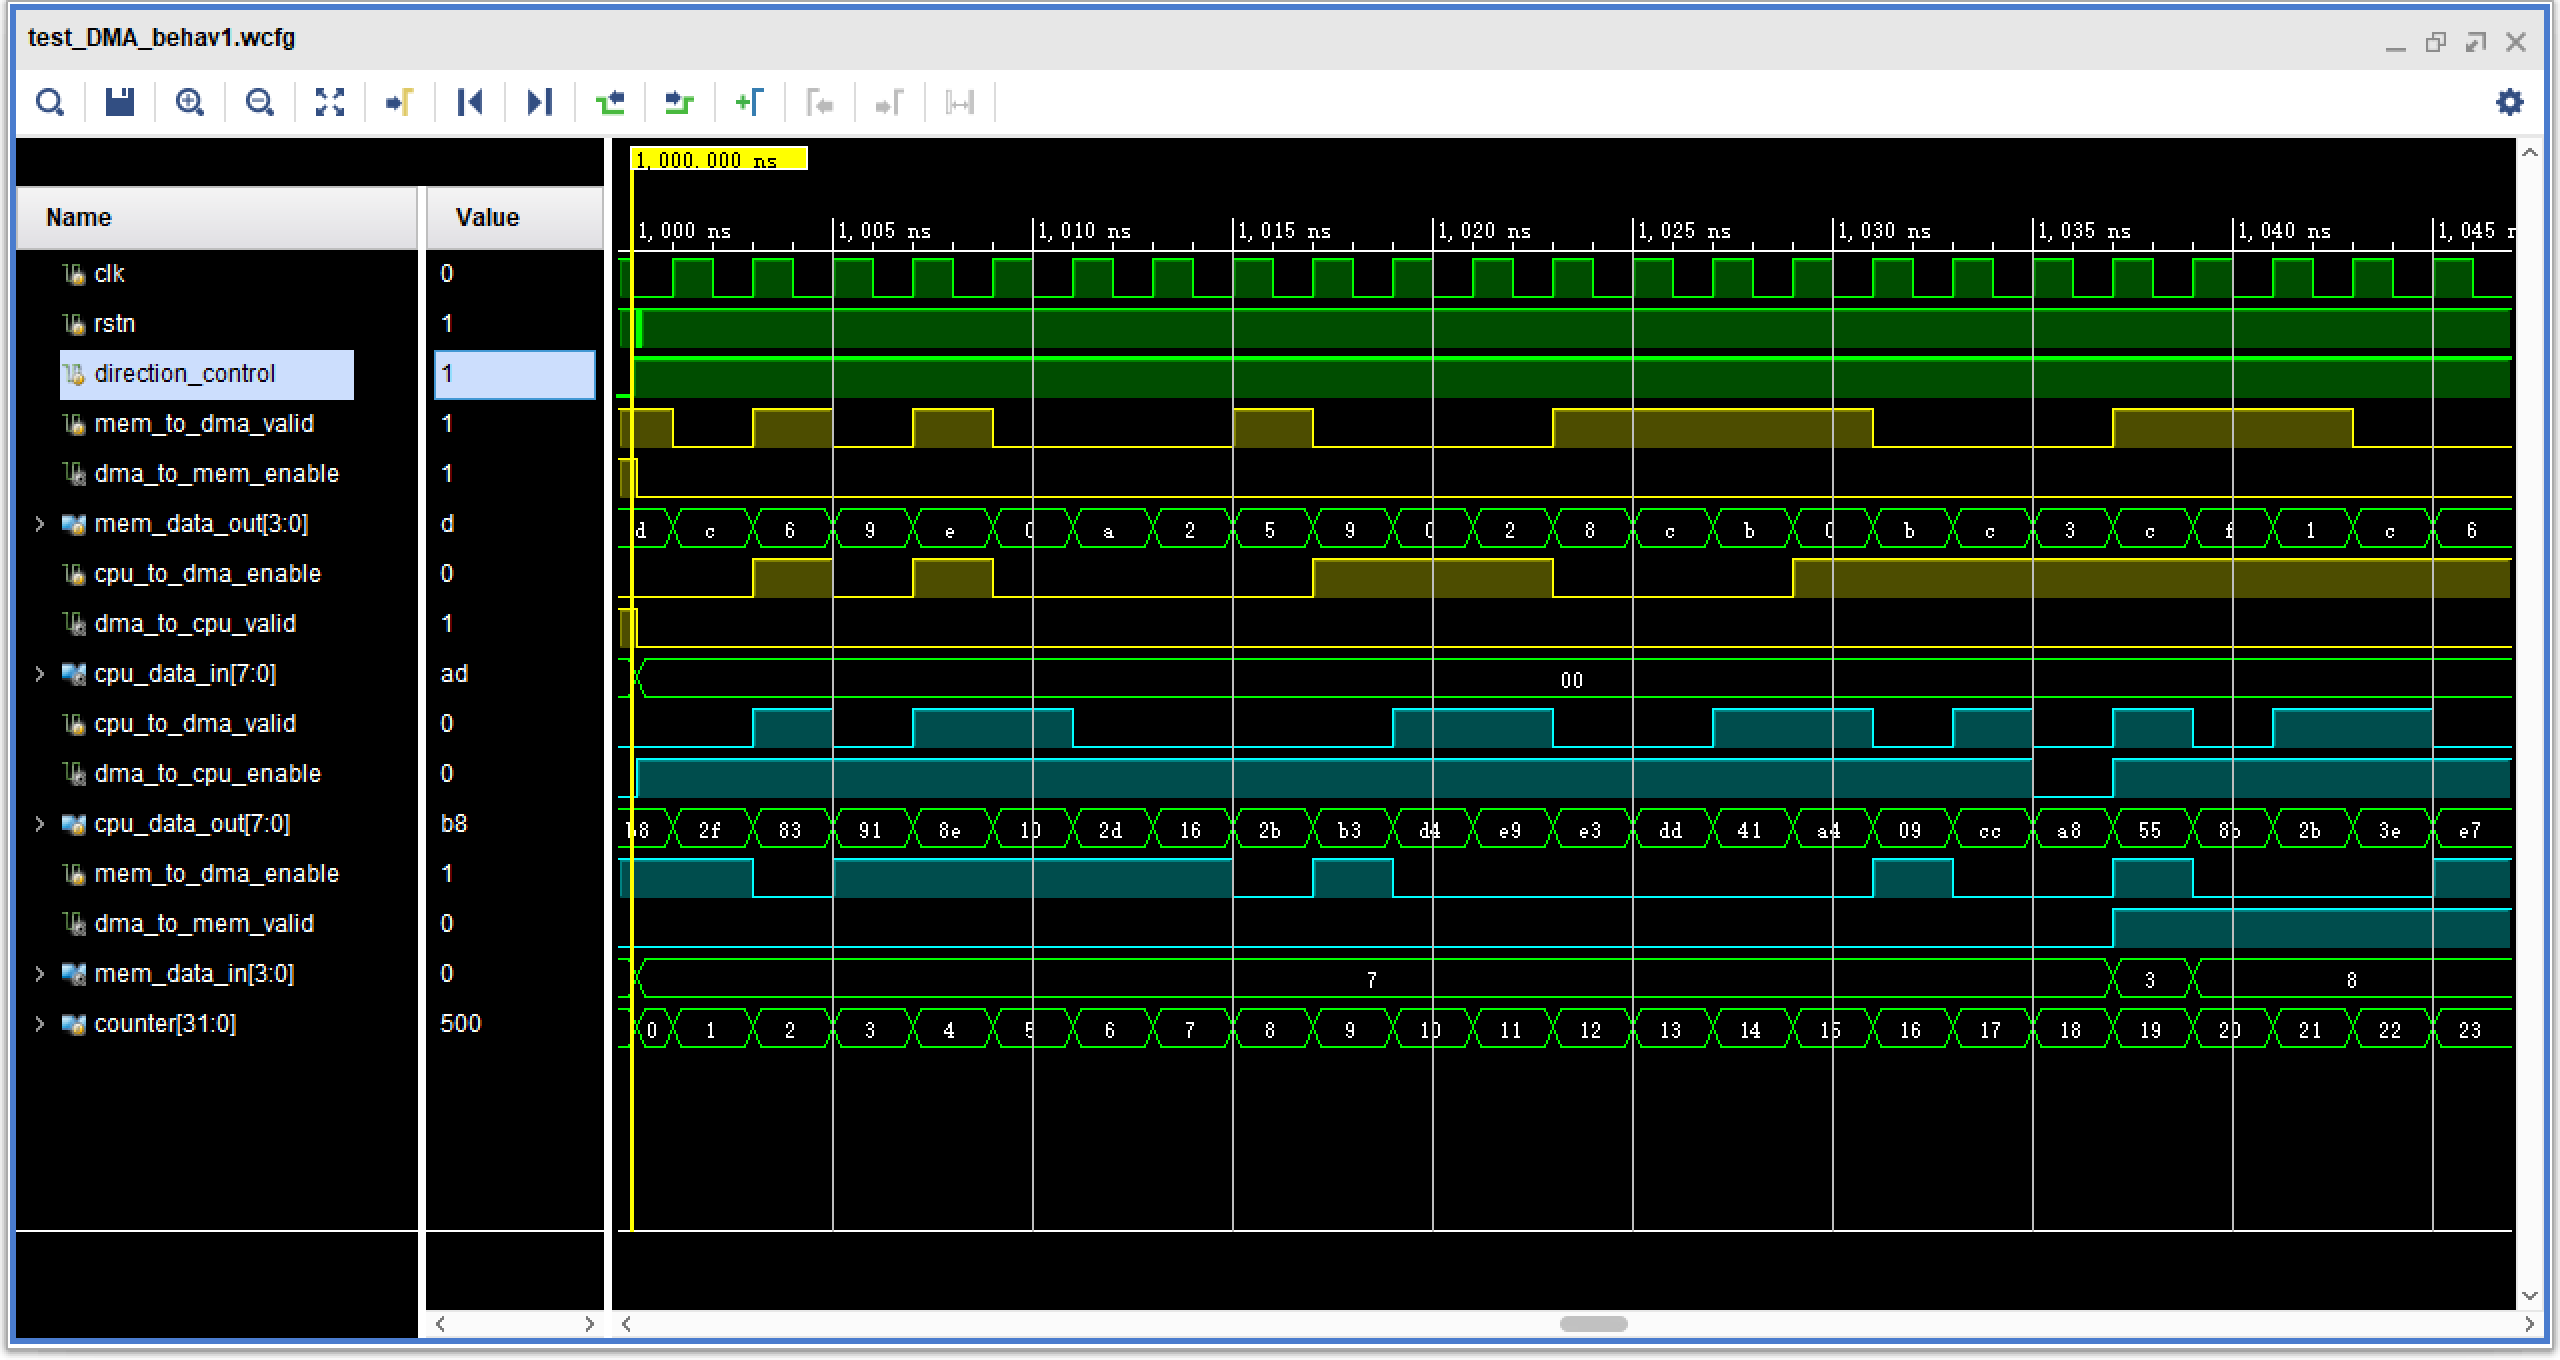 test_DMA_behav1.wcfg
1,000.000 ns
Name Value
1,000 ns 1,005 ns 1,010 ns 1,015 ns 1,020 ns 1,025 ns 1,030 ns 1,035 ns 1,040 ns 1,045 n
clk 0
rstn 1
direction_control 1
mem_to_dma_valid 1
dma_to_mem_enable 1
mem_data_out[3:0] d d c 6 9 e 0 a 2 5 9 0 2 8 c b 0 b c 3 c f 1 c 6
cpu_to_dma_enable 0
dma_to_cpu_valid 1
cpu_data_in[7:0] ad 00
cpu_to_dma_valid 0
dma_to_cpu_enable 0
cpu_data_out[7:0] b8 b8 2f 83 91 8e 10 2d 16 2b b3 d4 e9 e3 dd 41 a4 09 cc a8 55 8b 2b 3e e7
mem_to_dma_enable 1
dma_to_mem_valid 0
mem_data_in[3:0] 0 7 3 8
counter[31:0] 500 0 1 2 3 4 5 6 7 8 9 10 11 12 13 14 15 16 17 18 19 20 21 22 23